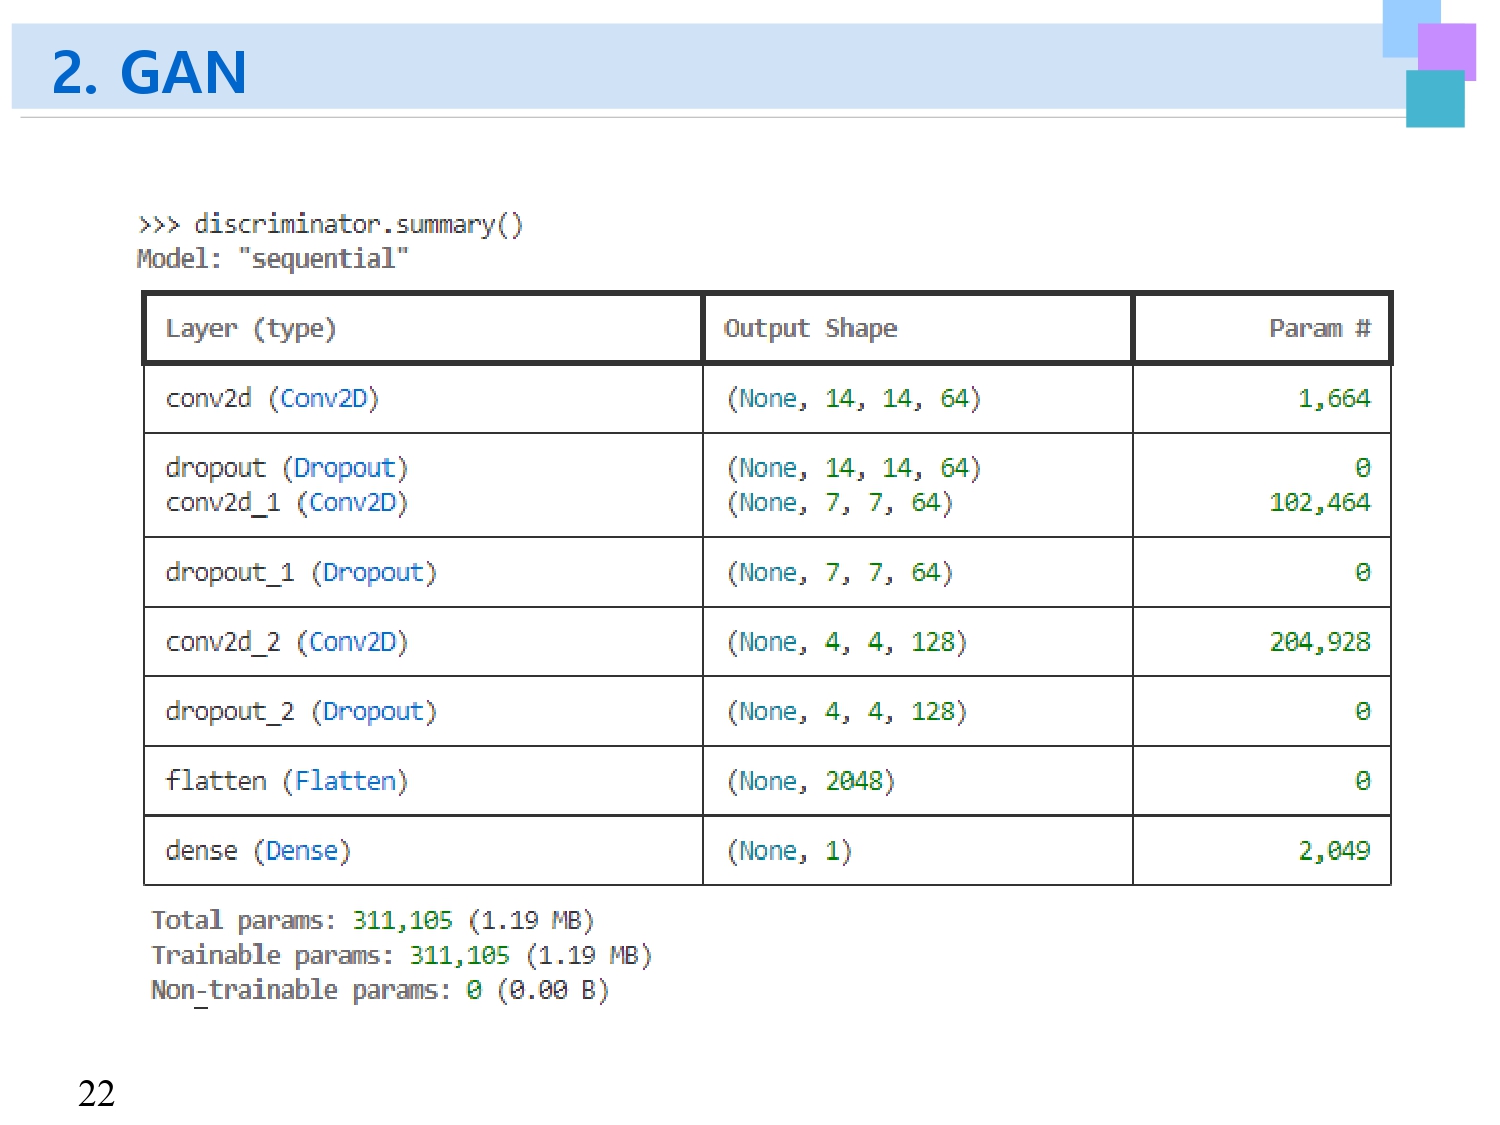 2. GAN
>>> discriminator.summary()
Model: "sequential"
Layer (type) Output Shape Param #
conv2d (Conv2D) (None, 14, 14, 64) 1,664
dropout (Dropout) (None, 14, 14, 64) 0
conv2d_1 (Conv2D) (None, 7, 7, 64) 102,464
dropout_1 (Dropout) (None, 7, 7, 64) 0
conv2d_2 (Conv2D) (None, 4, 4, 128) 204,928
dropout_2 (Dropout) (None, 4, 4, 128) 0
flatten (Flatten) (None, 2048) 0
dense (Dense) (None, 1) 2,049
Total params: 311,105 (1.19 MB)
Trainable params: 311,105 (1.19 MB)
Non-trainable params: 0 (0.00 B)
22